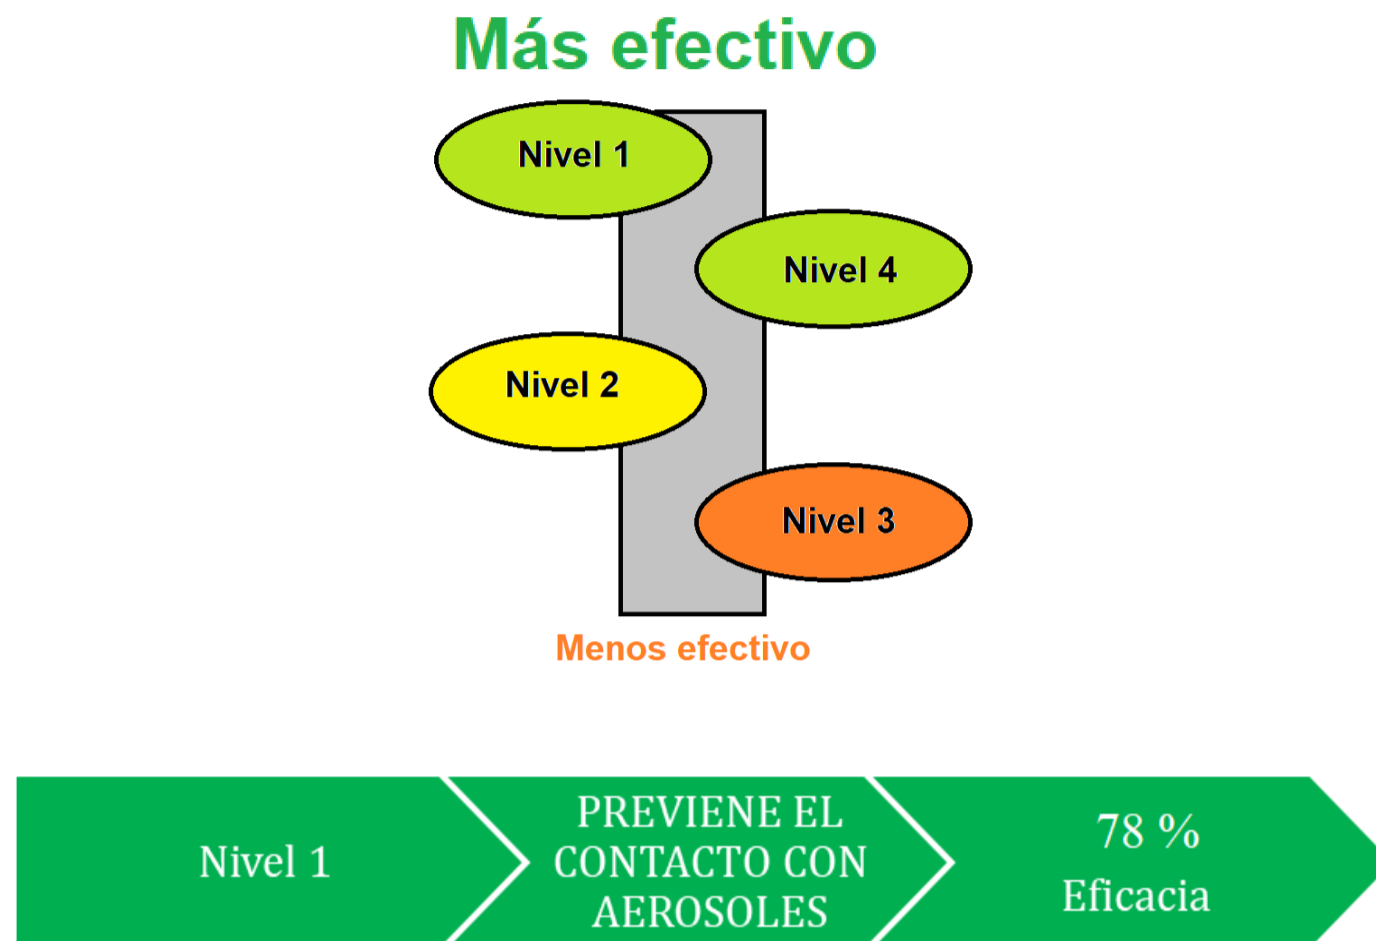 Más efectivo
Nivel 1
Nivel 4
Nivel 2
Nivel 3
Menos efectivo
Nivel 1
PREVIENE EL
CONTACTO CON
AEROSOLES
78 %
Eficacia